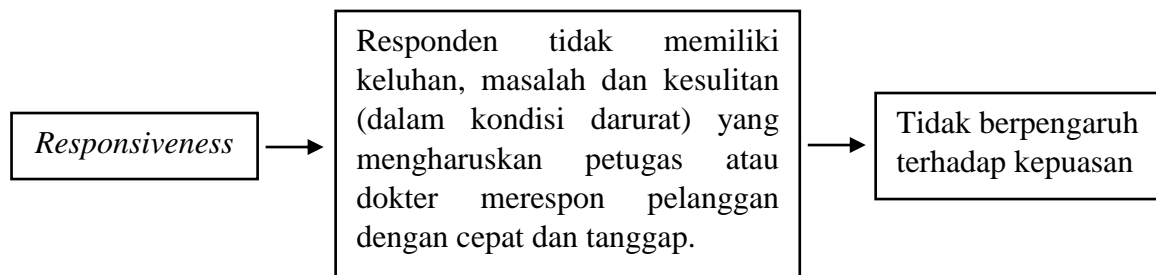 Responsiveness
Responden tidak memiliki
keluhan, masalah dan kesulitan
(dalam kondisi darurat) yang
mengharuskan petugas atau
dokter merespon pelanggan
dengan cepat dan tanggap.
Tidak berpengaruh
terhadap kepuasan